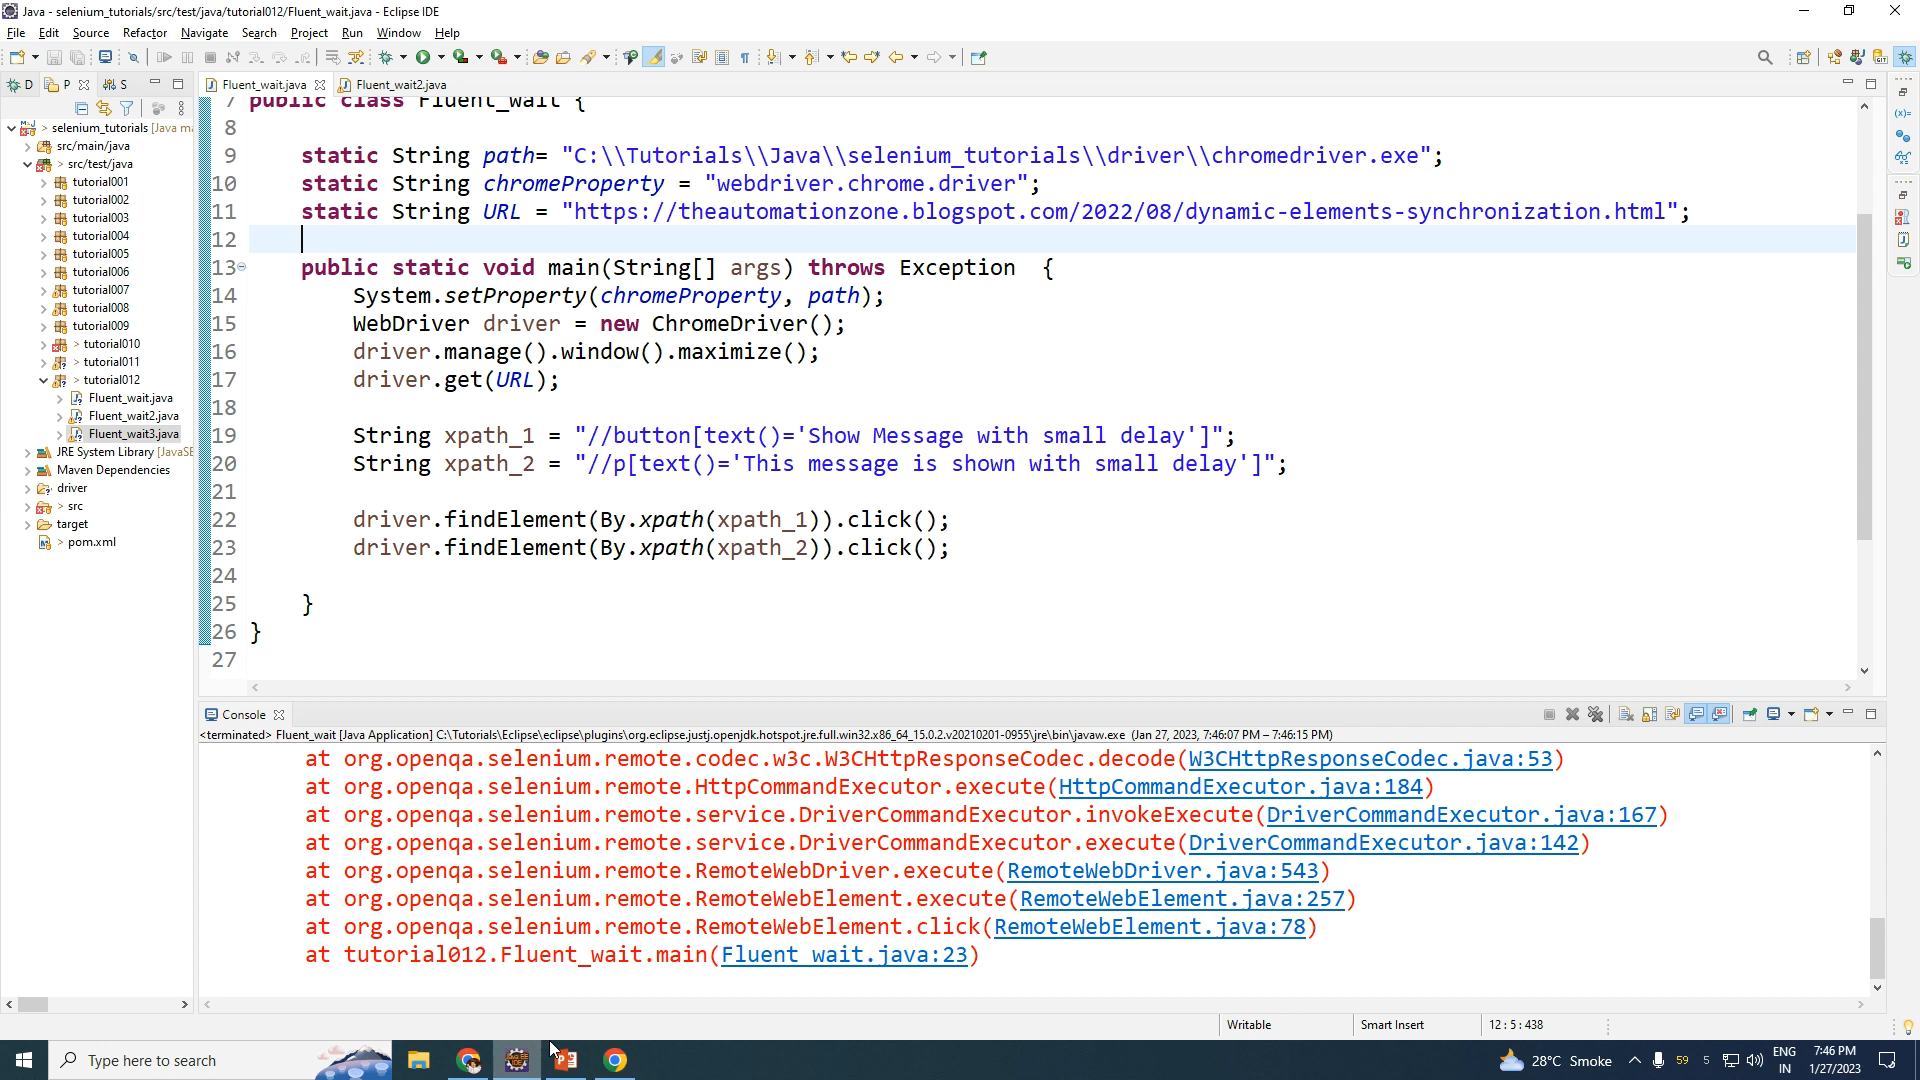 Java - selenium_tutorials/src/test/java/tutorial012/Fluent_wait.java - Eclipse IDE
File Edit Source Refactor Navigate Search Project Run Window Help
D P S
Fluent_wait.java Fluent_wait2.java
> selenium_tutorials [Java ma
src/main/java
> src/test/java
tutorial001
tutorial002
tutorial003
tutorial004
tutorial005
tutorial006
tutorial007
tutorial008
tutorial009
> tutorial010
> tutorial011
> tutorial012
Fluent_wait.java
Fluent_wait2.java
Fluent_wait3.java
JRE System Library [JavaSE
Maven Dependencies
driver
> src
target
> pom.xml
7 public class Fluent_wait {
8
9 static String path= "C:\\Tutorials\\Java\\selenium_tutorials\\driver\\chromedriver.exe";
10 static String chromeProperty = "webdriver.chrome.driver";
11 static String URL = "https://theautomationzone.blogspot.com/2022/08/dynamic-elements-synchronization.html";
12
13 public static void main(String[] args) throws Exception {
14 System.setProperty(chromeProperty, path);
15 WebDriver driver = new ChromeDriver();
16 driver.manage().window().maximize();
17 driver.get(URL);
18
19 String xpath_1 = "//button[text()='Show Message with small delay']";
20 String xpath_2 = "//p[text()='This message is shown with small delay']";
21
22 driver.findElement(By.xpath(xpath_1)).click();
23 driver.findElement(By.xpath(xpath_2)).click();
24
25 }
26 }
27
Console
<terminated> Fluent_wait [Java Application] C:\Tutorials\Eclipse\eclipse\plugins\org.eclipse.justj.openjdk.hotspot.jre.full.win32.x86_64_15.0.2.v20210201-0955\jre\bin\javaw.exe (Jan 27, 2023, 7:46:07 PM – 7:46:15 PM)
at org.openqa.selenium.remote.codec.w3c.W3CHttpResponseCodec.decode(W3CHttpResponseCodec.java:53)
at org.openqa.selenium.remote.HttpCommandExecutor.execute(HttpCommandExecutor.java:184)
at org.openqa.selenium.remote.service.DriverCommandExecutor.invokeExecute(DriverCommandExecutor.java:167)
at org.openqa.selenium.remote.service.DriverCommandExecutor.execute(DriverCommandExecutor.java:142)
at org.openqa.selenium.remote.RemoteWebDriver.execute(RemoteWebDriver.java:543)
at org.openqa.selenium.remote.RemoteWebElement.execute(RemoteWebElement.java:257)
at org.openqa.selenium.remote.RemoteWebElement.click(RemoteWebElement.java:78)
at tutorial012.Fluent_wait.main(Fluent_wait.java:23)
Writable Smart Insert 12 : 5 : 438
Type here to search
28°C Smoke
59 5
ENG
IN
7:46 PM
1/27/2023